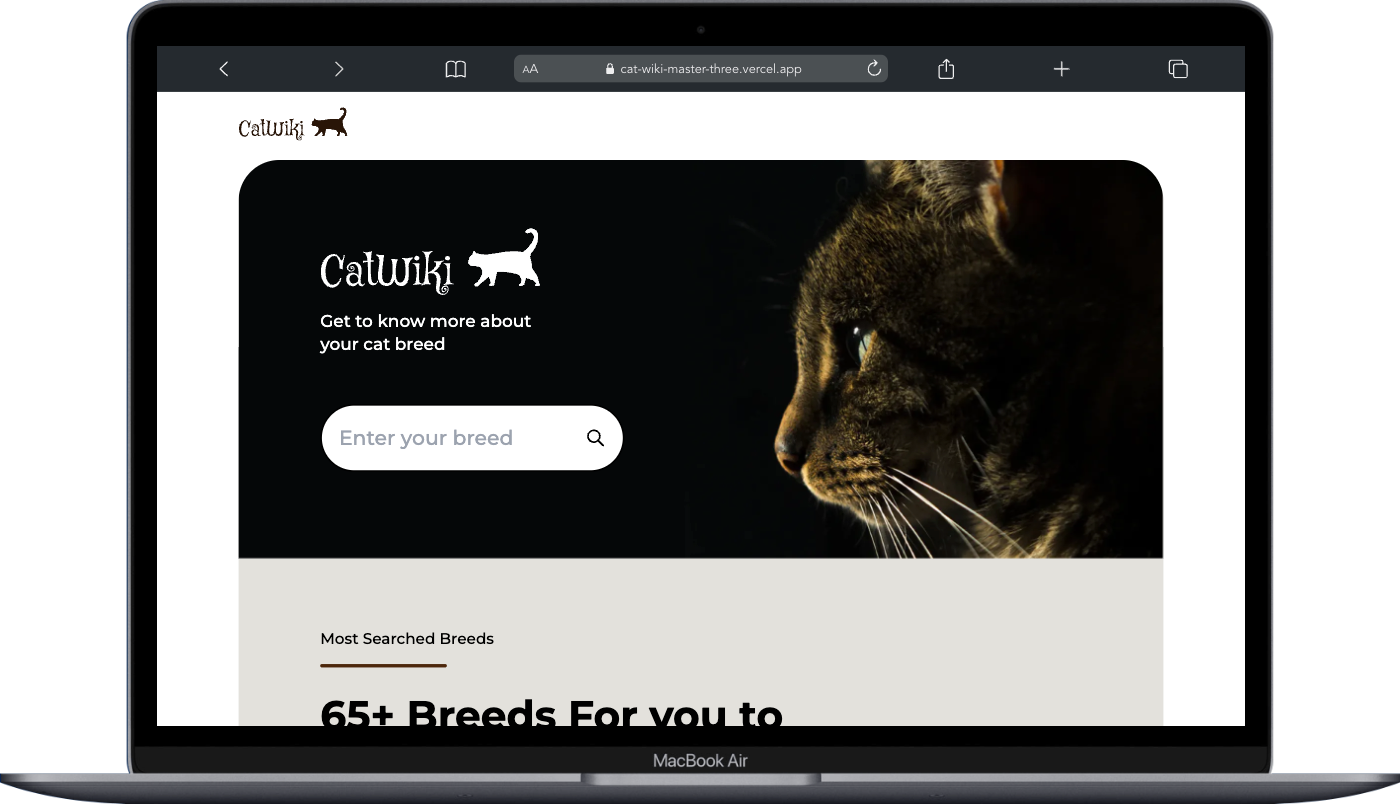 AA cat-wiki-master-three.vercel.app
CatWiki
CatWiki
Get to know more about
your cat breed
Enter your breed
Most Searched Breeds
65+ Breeds For you to
MacBook Air